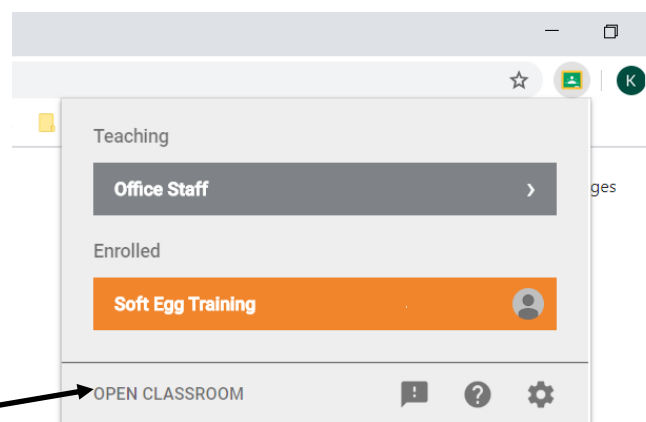 K
Teaching
Office Staff
ges
Enrolled
Soft Egg Training
OPEN CLASSROOM